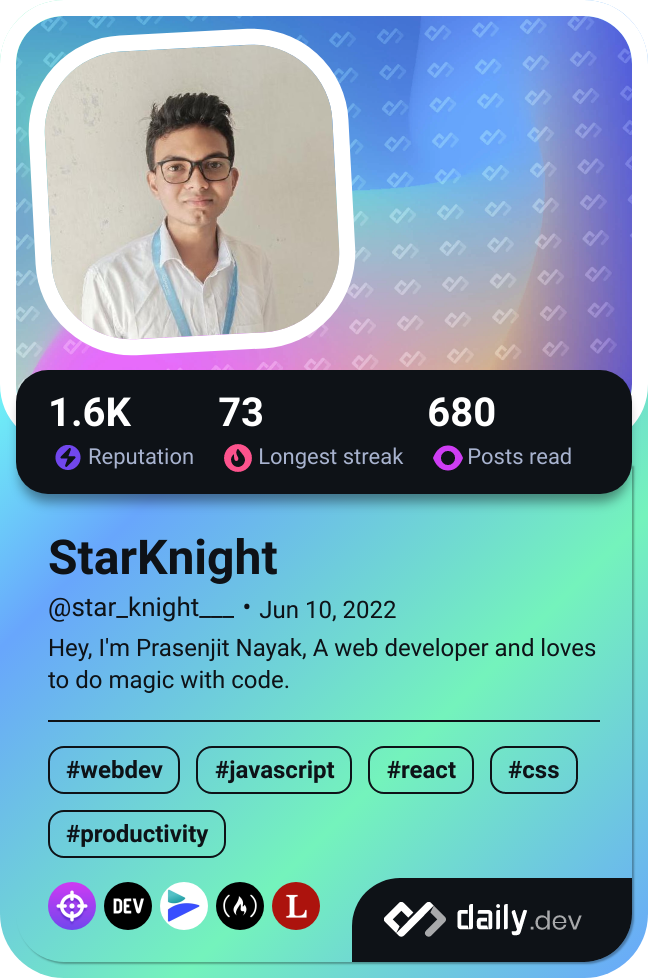 1.6K 73 680
Reputation Longest streak Posts read
StarKnight
@star_knight___ • Jun 10, 2022
Hey, I'm Prasenjit Nayak, A web developer and loves
to do magic with code.
#webdev #javascript #react #css
#productivity
DEV L
daily.dev